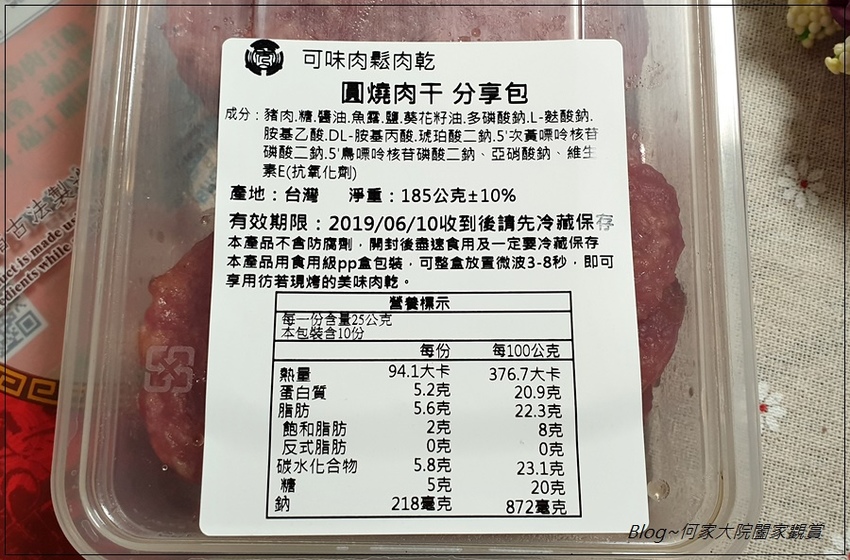 可味肉鬆肉乾
圓燒肉干 分享包
成分：豬肉.糖.醬油.魚露.鹽.葵花籽油.多磷酸鈉.L-麩酸鈉.
胺基乙酸.DL-胺基丙酸.琥珀酸二鈉.5'次黃嘌呤核苷
磷酸二鈉.5'鳥嘌呤核苷磷酸二鈉、亞硝酸鈉、維生
素E(抗氧化劑)
產地：台灣 淨重：185公克±10%
有效期限：2019/06/10收到後請先冷藏保存
本產品不含防腐劑，開封後盡速食用及一定要冷藏保存
本產品用食用級pp盒包裝，可整盒放置微波3-8秒，即可
享用彷若現烤的美味肉乾。
營養標示
每一份含量25公克
本包裝含10份
每份 每100公克
熱量 94.1大卡 376.7大卡
蛋白質 5.2克 20.9克
脂肪 5.6克 22.3克
飽和脂肪 2克 8克
反式脂肪 0克 0克
碳水化合物 5.8克 23.1克
糖 5克 20克
鈉 218毫克 872毫克
Blog~何家大院闔家觀賞